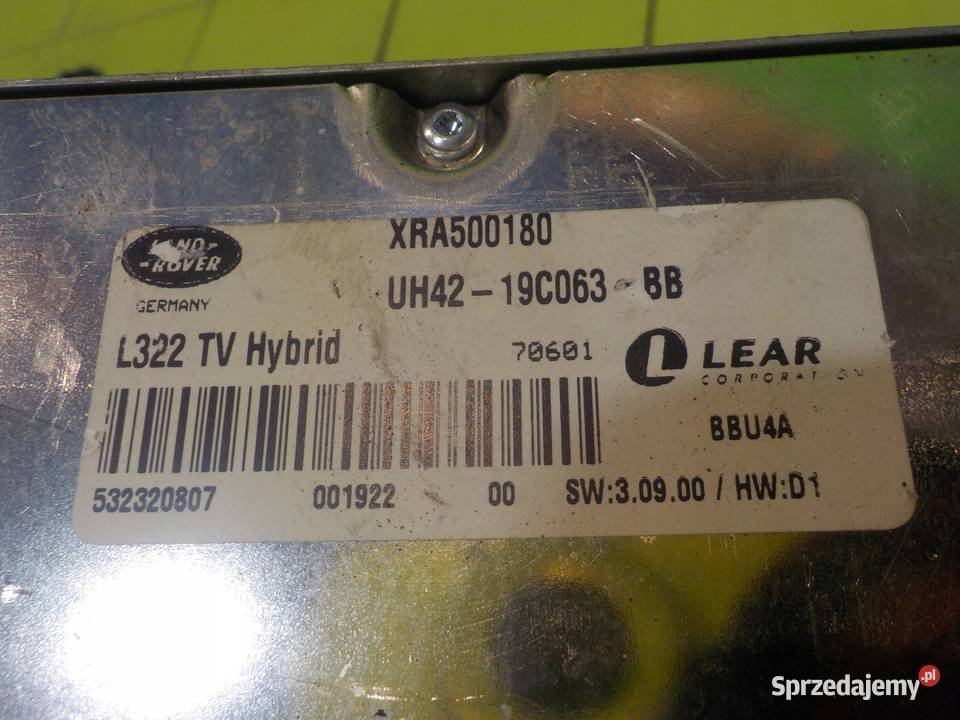 LAND-
-ROVER
GERMANY
XRA500180
UH42-19C063-BB
L322 TV Hybrid
70601
LEAR
CORPORATION
BBU4A
532320807 001922 00 SW:3.09.00 / HW:D1
Sprzedajemy.pl